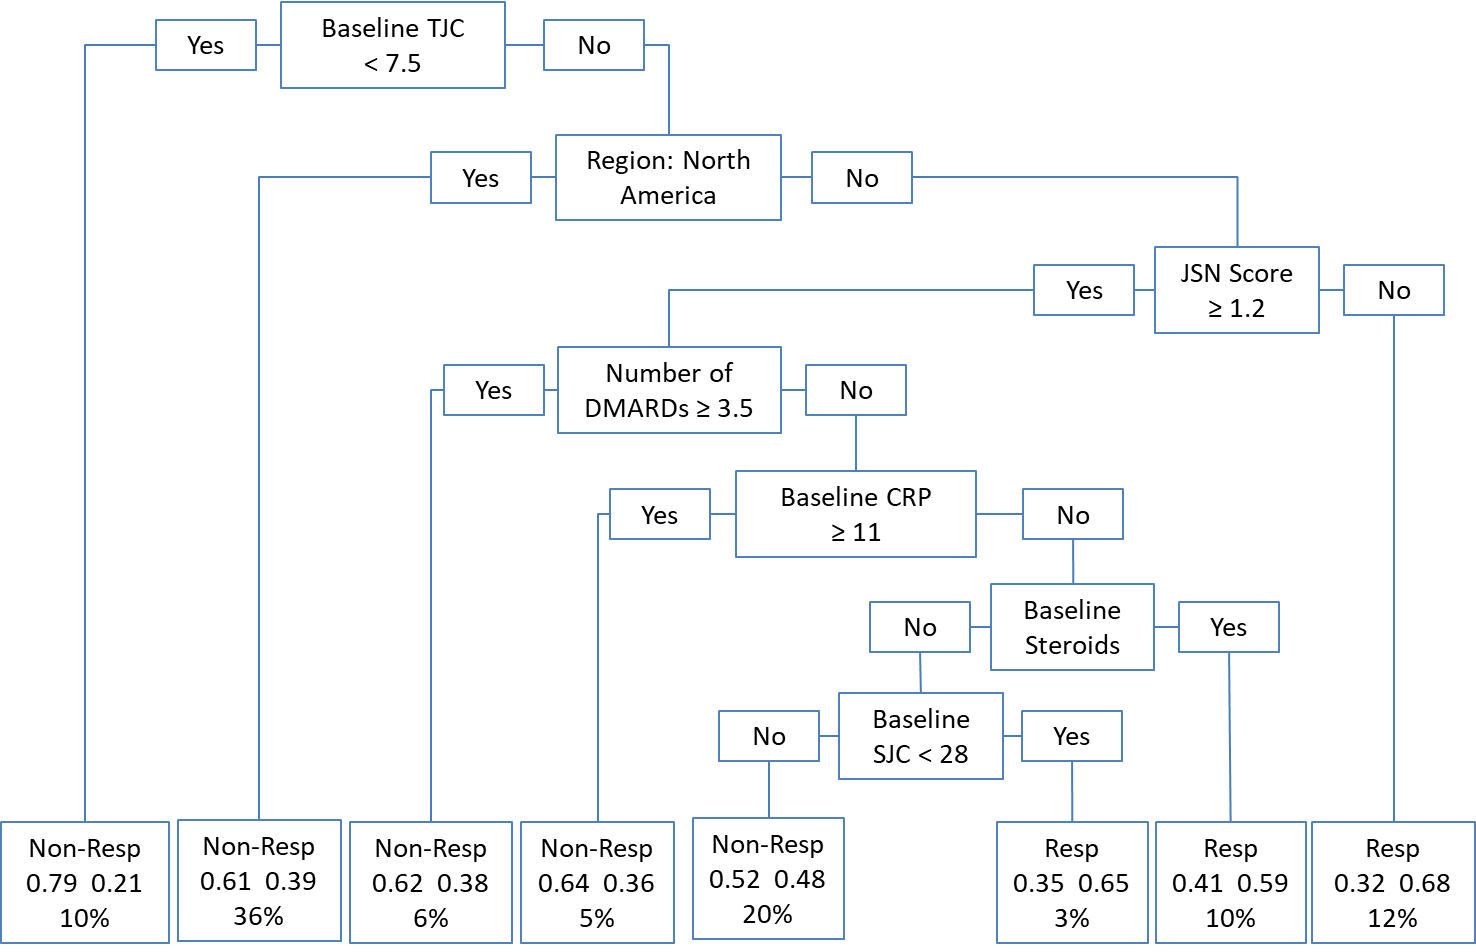 Yes
Baseline TJC
< 7.5
No
Yes
Region: North
America
No
Yes
JSN Score
≥ 1.2
No
Yes
Number of
DMARDs ≥ 3.5
No
Yes
Baseline CRP
≥ 11
No
No
Baseline
Steroids
Yes
No
Baseline
SJC < 28
Yes
Non-Resp
0.79 0.21
10%
Non-Resp
0.61 0.39
36%
Non-Resp
0.62 0.38
6%
Non-Resp
0.64 0.36
5%
Non-Resp
0.52 0.48
20%
Resp
0.35 0.65
3%
Resp
0.41 0.59
10%
Resp
0.32 0.68
12%